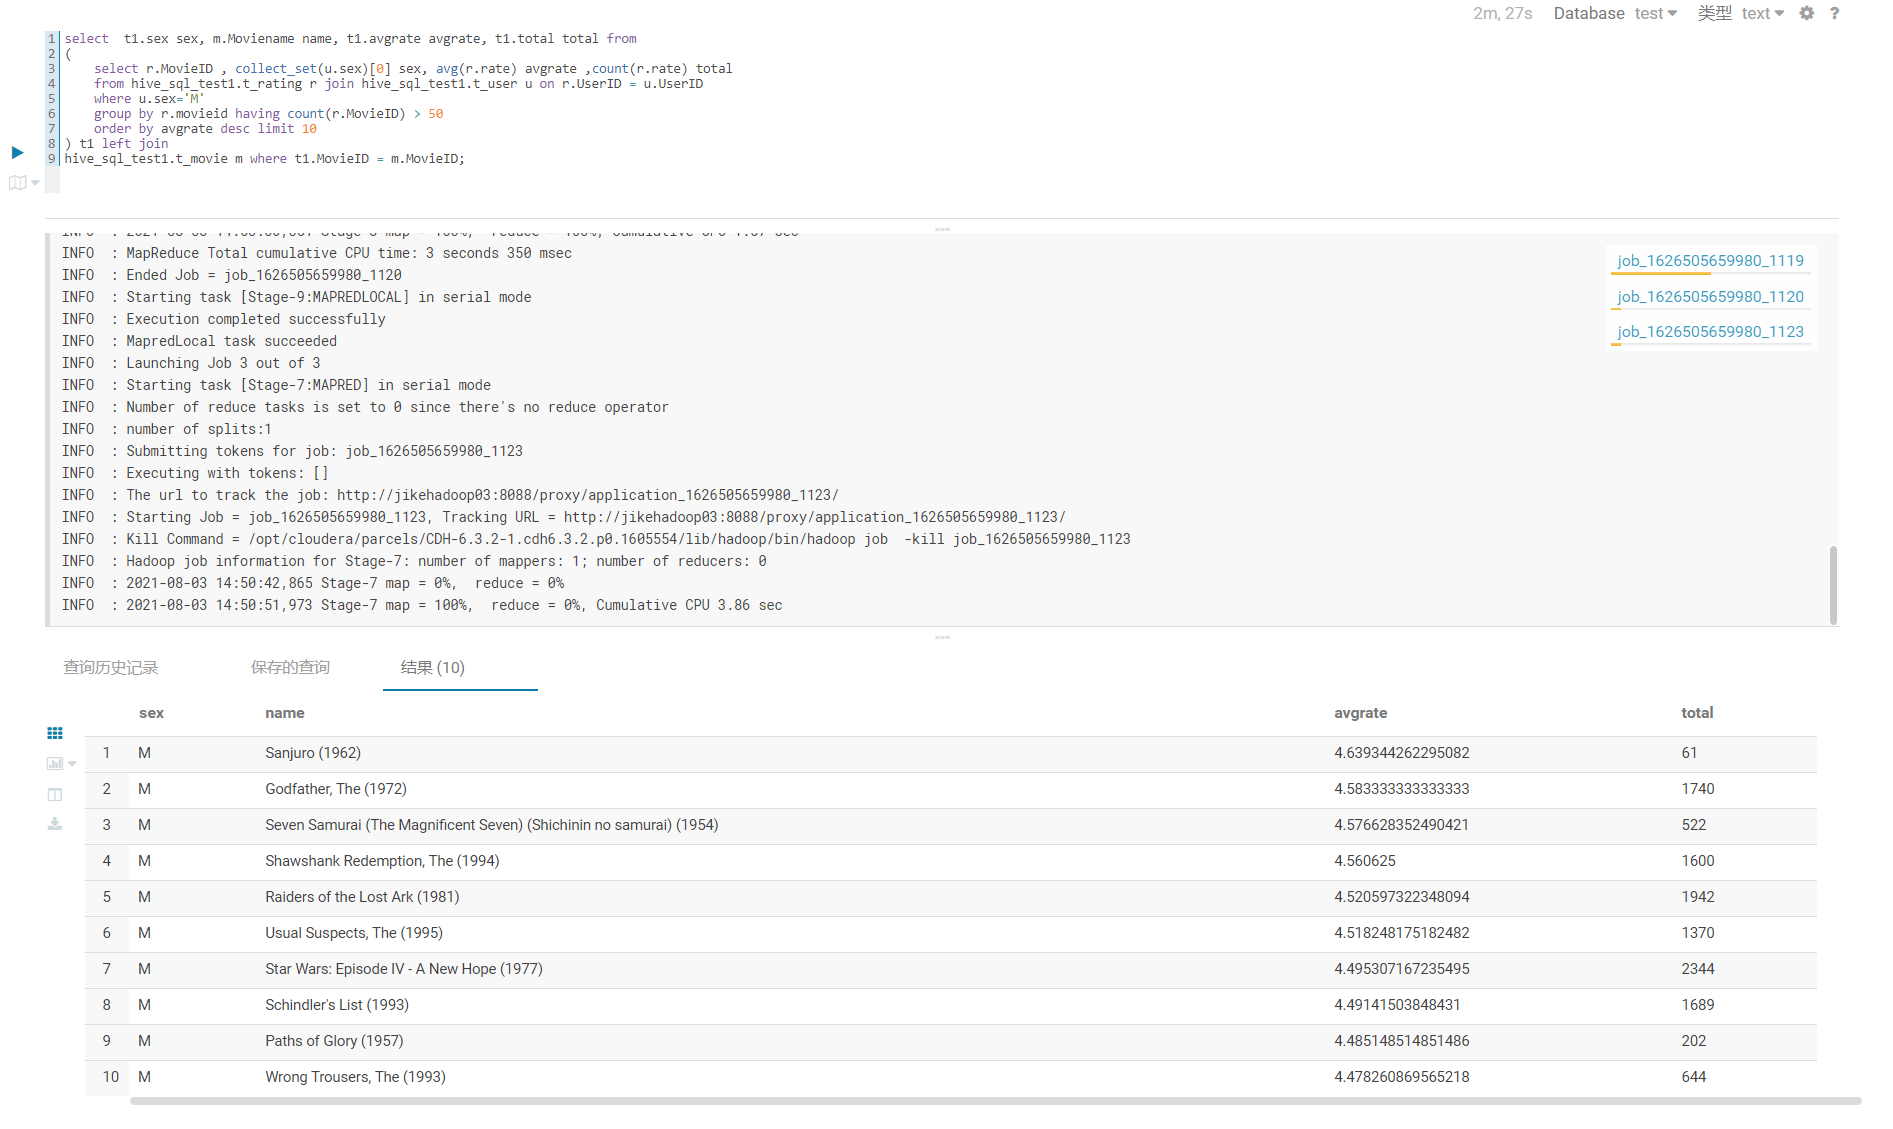 2m, 27s Database test 类型 text ?
1 select  t1.sex sex, m.Moviename name, t1.avgrate avgrate, t1.total total from
2 (
3     select r.MovieID , collect_set(u.sex)[0] sex, avg(r.rate) avgrate ,count(r.rate) total
4     from hive_sql_test1.t_rating r join hive_sql_test1.t_user u on r.UserID = u.UserID
5     where u.sex='M'
6     group by r.movieid having count(r.MovieID) > 50
7     order by avgrate desc limit 10
8 ) t1 left join
9 hive_sql_test1.t_movie m where t1.MovieID = m.MovieID;
INFO  : MapReduce Total cumulative CPU time: 3 seconds 350 msec
INFO  : Ended Job = job_1626505659980_1120
INFO  : Starting task [Stage-9:MAPREDLOCAL] in serial mode
INFO  : Execution completed successfully
INFO  : MapredLocal task succeeded
INFO  : Launching Job 3 out of 3
INFO  : Starting task [Stage-7:MAPRED] in serial mode
INFO  : Number of reduce tasks is set to 0 since there's no reduce operator
INFO  : number of splits:1
INFO  : Submitting tokens for job: job_1626505659980_1123
INFO  : Executing with tokens: []
INFO  : The url to track the job: http://jikehadoop03:8088/proxy/application_1626505659980_1123/
INFO  : Starting Job = job_1626505659980_1123, Tracking URL = http://jikehadoop03:8088/proxy/application_1626505659980_1123/
INFO  : Kill Command = /opt/cloudera/parcels/CDH-6.3.2-1.cdh6.3.2.p0.1605554/lib/hadoop/bin/hadoop job  -kill job_1626505659980_1123
INFO  : Hadoop job information for Stage-7: number of mappers: 1; number of reducers: 0
INFO  : 2021-08-03 14:50:42,865 Stage-7 map = 0%,  reduce = 0%
INFO  : 2021-08-03 14:50:51,973 Stage-7 map = 100%,  reduce = 0%, Cumulative CPU 3.86 sec
job_1626505659980_1119
job_1626505659980_1120
job_1626505659980_1123
查询历史记录 保存的查询 结果 (10)
sex name avgrate total
1 M Sanjuro (1962) 4.639344262295082 61
2 M Godfather, The (1972) 4.583333333333333 1740
3 M Seven Samurai (The Magnificent Seven) (Shichinin no samurai) (1954) 4.576628352490421 522
4 M Shawshank Redemption, The (1994) 4.560625 1600
5 M Raiders of the Lost Ark (1981) 4.520597322348094 1942
6 M Usual Suspects, The (1995) 4.518248175182482 1370
7 M Star Wars: Episode IV - A New Hope (1977) 4.495307167235495 2344
8 M Schindler's List (1993) 4.49141503848431 1689
9 M Paths of Glory (1957) 4.485148514851486 202
10 M Wrong Trousers, The (1993) 4.478260869565218 644